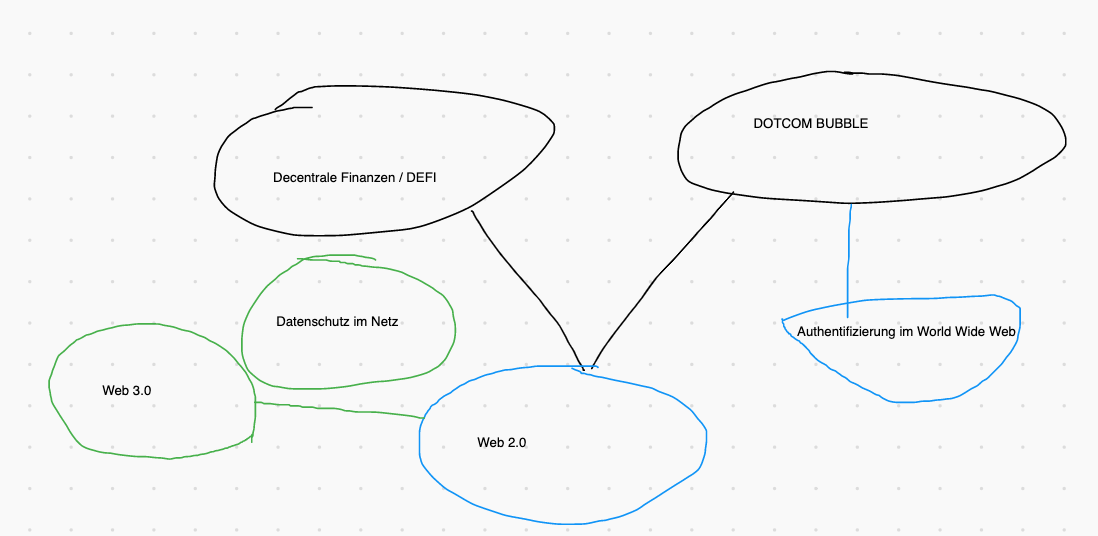 DOTCOM BUBBLE
Decentrale Finanzen / DEFI
Datenschutz im Netz
Authentifizierung im World Wide Web
Web 3.0
Web 2.0